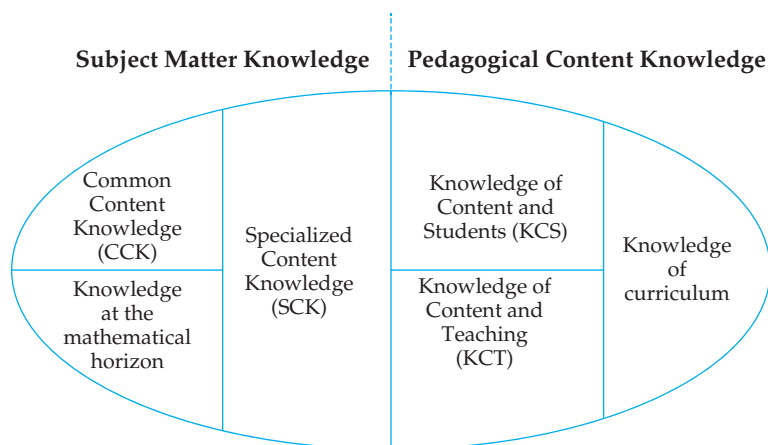 Subject Matter Knowledge
Pedagogical Content Knowledge
Common
Content
Knowledge
(CCK)
Knowledge
at the
mathematical
horizon
Specialized
Content
Knowledge
(SCK)
Knowledge of
Content and
Students (KCS)
Knowledge of
Content and
Teaching
(KCT)
Knowledge
of
curriculum